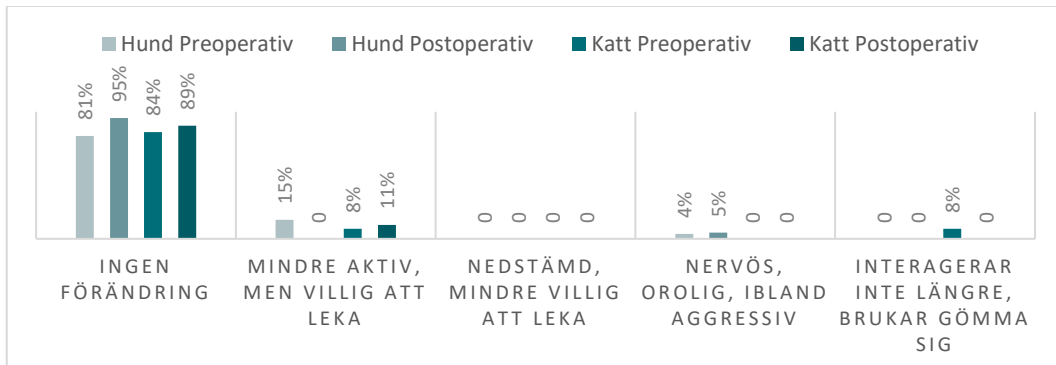 Hund Preoperativ Hund Postoperativ Katt Preoperativ Katt Postoperativ
81% 95% 84% 89%
15% 0 8% 11%
0 0 0 0
4% 5% 0 0
0 0 8% 0
INGEN
FÖRÄNDRING
MINDRE AKTIV,
MEN VILLIG ATT
LEKA
NEDSTÄMD,
MINDRE VILLIG
ATT LEKA
NERVÖS,
OROLIG, IBLAND
AGGRESSIV
INTERAGERAR
INTE LÄNGRE,
BRUKAR GÖMMA
SIG